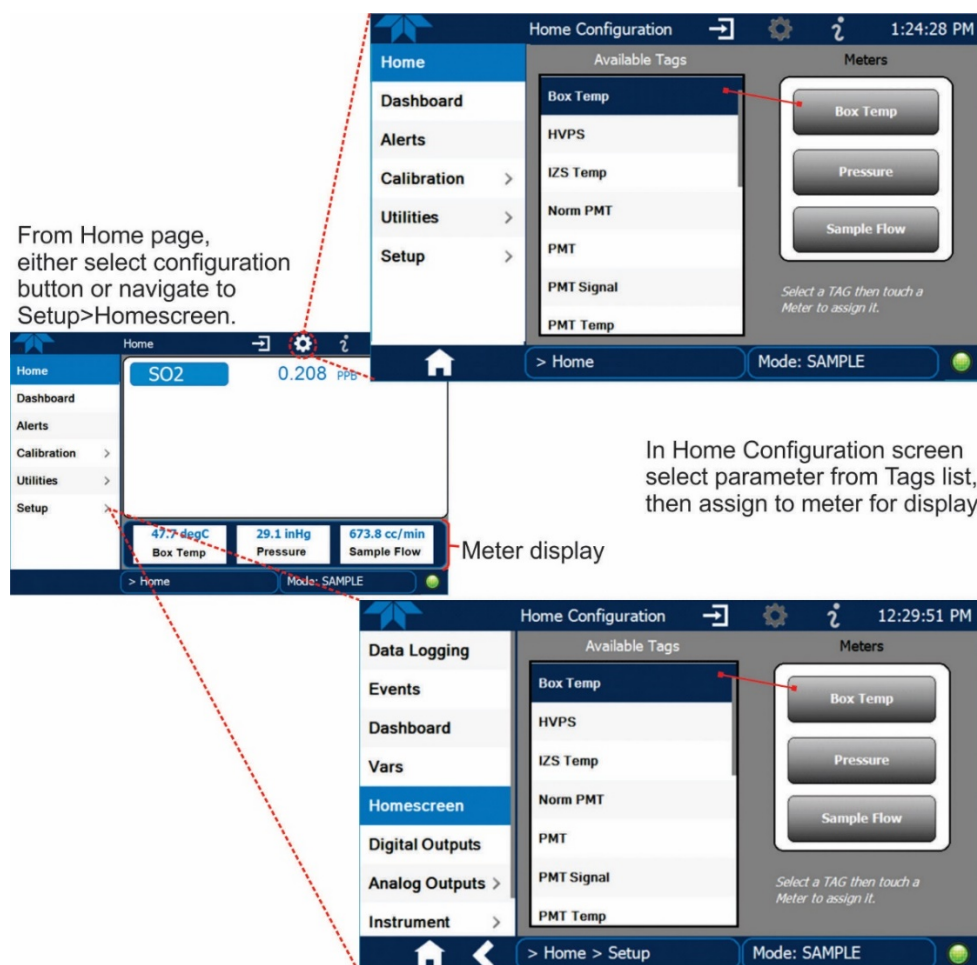 Home Configuration 1:24:28 PM
Home
Dashboard
Alerts
Calibration >
Utilities >
Setup >
Available Tags
Box Temp
HVPS
IZS Temp
Norm PMT
PMT
PMT Signal
PMT Temp
Meters
Box Temp
Pressure
Sample Flow
Select a TAG then touch a
Meter to assign it.
> Home
Mode: SAMPLE
From Home page,
either select configuration
button or navigate to
Setup>Homescreen.
Home
Home
Dashboard
Alerts
Calibration >
Utilities >
Setup >
SO2 0.208 PPB
47.7 degC
Box Temp
29.1 inHg
Pressure
673.8 cc/min
Sample Flow
> Home
Mode: SAMPLE
Meter display
In Home Configuration screen
select parameter from Tags list,
then assign to meter for display
Home Configuration 12:29:51 PM
Data Logging
Events
Dashboard
Vars
Homescreen
Digital Outputs
Analog Outputs >
Instrument >
Available Tags
Box Temp
HVPS
IZS Temp
Norm PMT
PMT
PMT Signal
PMT Temp
Meters
Box Temp
Pressure
Sample Flow
Select a TAG then touch a
Meter to assign it.
> Home > Setup
Mode: SAMPLE